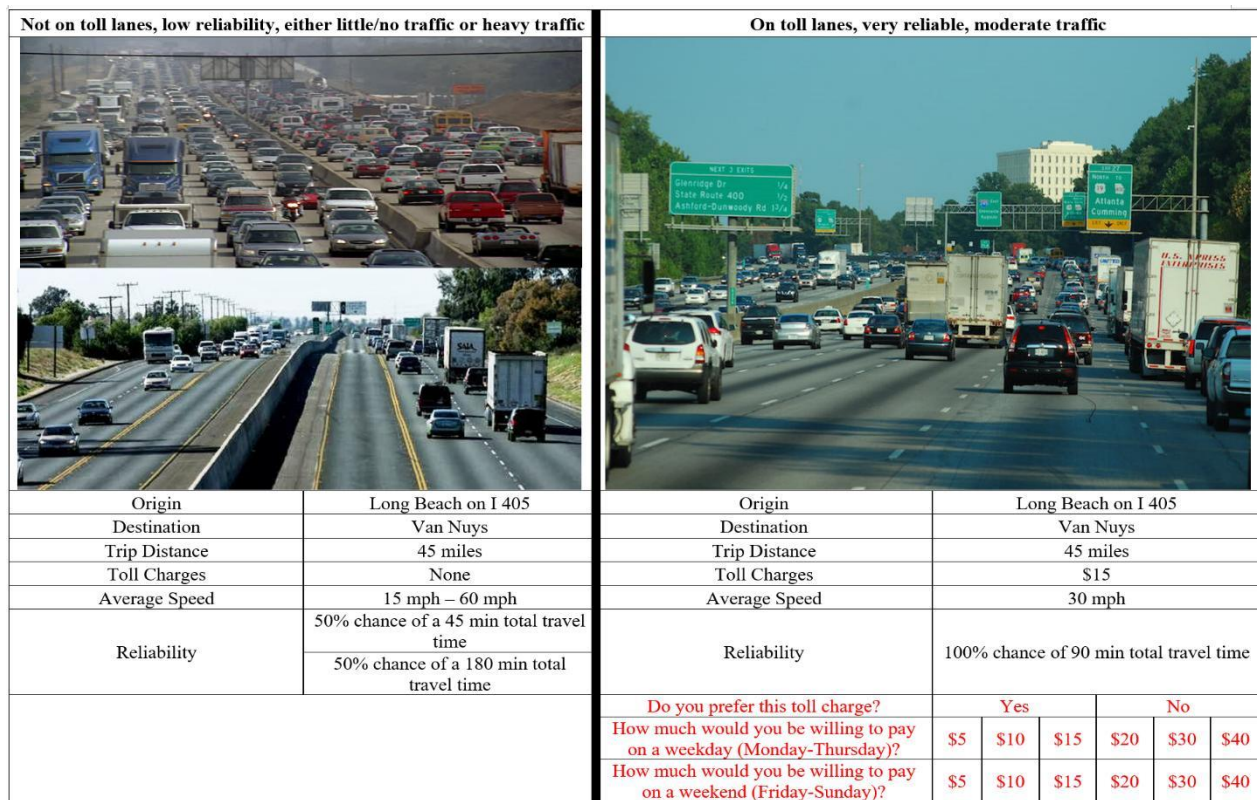 Not on toll lanes, low reliability, either little/no traffic or heavy traffic
SAIA
Origin
Long Beach on I 405
Destination
Van Nuys
Trip Distance
45 miles
Toll Charges
None
Average Speed
15 mph – 60 mph
Reliability
50% chance of a 45 min total travel
time
50% chance of a 180 min total
travel time
On toll lanes, very reliable, moderate traffic
NEXT 3 EXITS
Glenridge Dr 1/4
State Route 400 1/2
Ashford-Dunwoody Rd 1 3/4
NORTH TO
Atlanta
Cumming
U.S. XPRESS
ENTERPRISES
Origin
Long Beach on I 405
Destination
Van Nuys
Trip Distance
45 miles
Toll Charges
$15
Average Speed
30 mph
Reliability
100% chance of 90 min total travel time
Do you prefer this toll charge?
Yes
No
How much would you be willing to pay
on a weekday (Monday-Thursday)?
$5 $10 $15 $20 $30 $40
How much would you be willing to pay
on a weekend (Friday-Sunday)?
$5 $10 $15 $20 $30 $40